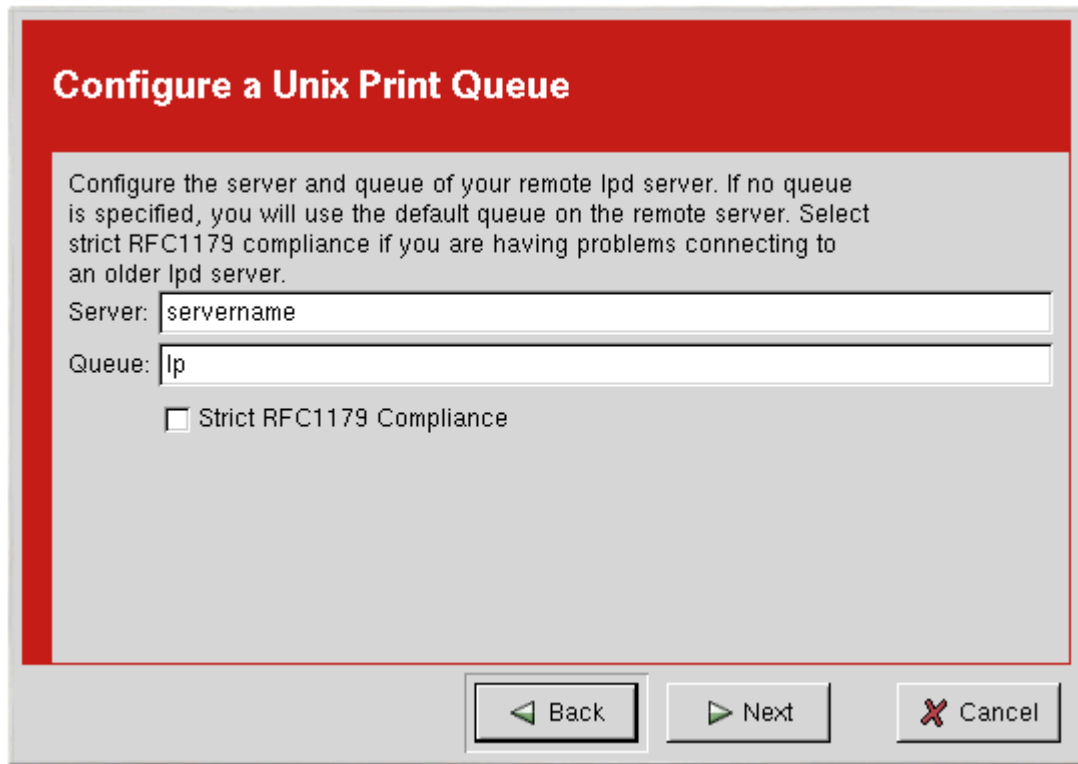 Configure a Unix Print Queue
Configure the server and queue of your remote lpd server. If no queue
is specified, you will use the default queue on the remote server. Select
strict RFC1179 compliance if you are having problems connecting to
an older lpd server.
Server: servername
Queue: lp
Strict RFC1179 Compliance
Back Next Cancel